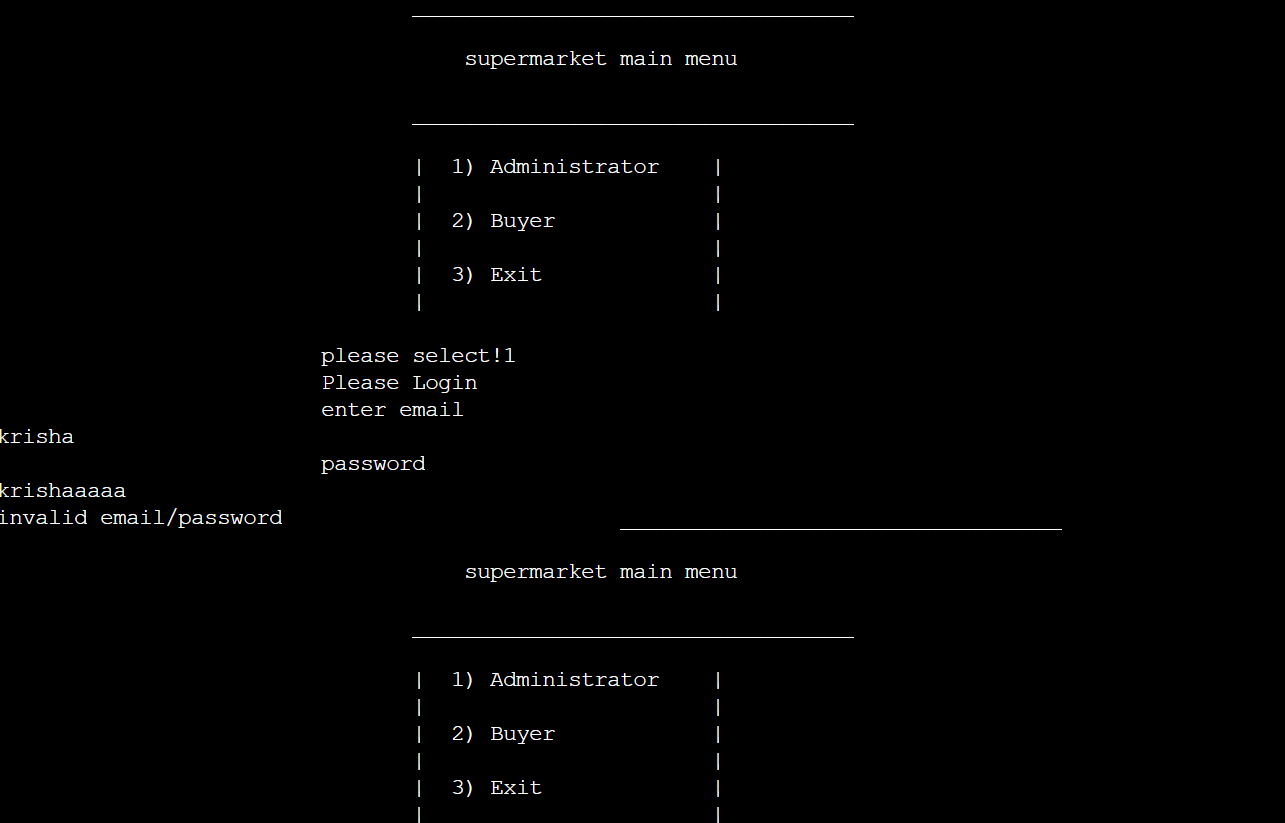 supermarket main menu
| 1) Administrator |
| |
| 2) Buyer |
| |
| 3) Exit |
| |
please select!1
Please Login
enter email
krisha
password
krishaaaaa
invalid email/password
supermarket main menu
| 1) Administrator |
| |
| 2) Buyer |
| |
| 3) Exit |
| |